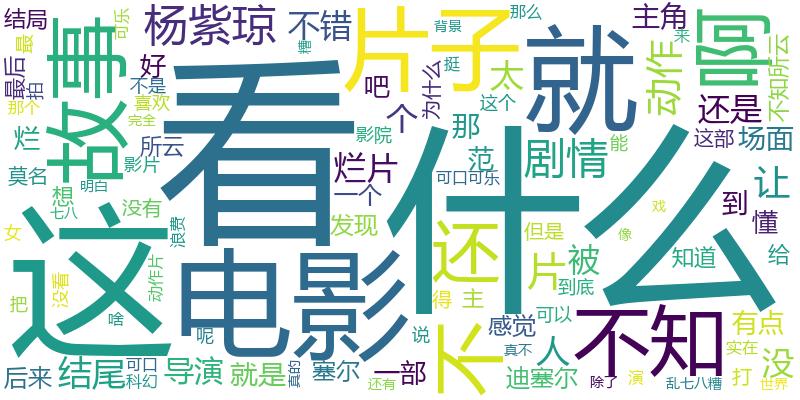 结局
最
可乐
杨紫琼
不错
片子
背景
那么
主角
来
啊
最后
拍
故事
好
不是
糟
吧
为什么
挺
太
就
动作
不知所云
那个
喜欢
完全
看
个
这个
还是
烂
所云
影院
那
能
这部
场面
莫名
影片
烂片
范
剧情
明白
想
一个
可口可乐
什么
让
七八
没有
发现
到
懂
浪费
女
这
还
但是
戏
被
知道
给
没看
动作片
电影
片
到底
像
把
啥
得
主
可以
不
不知
有点
呢
说
感觉
真不
人
实在
没
后来
结尾
可口
科幻
导演
就是
真的
塞尔
一部
还有
迪塞尔
除了
演
乱七八糟
打
世界